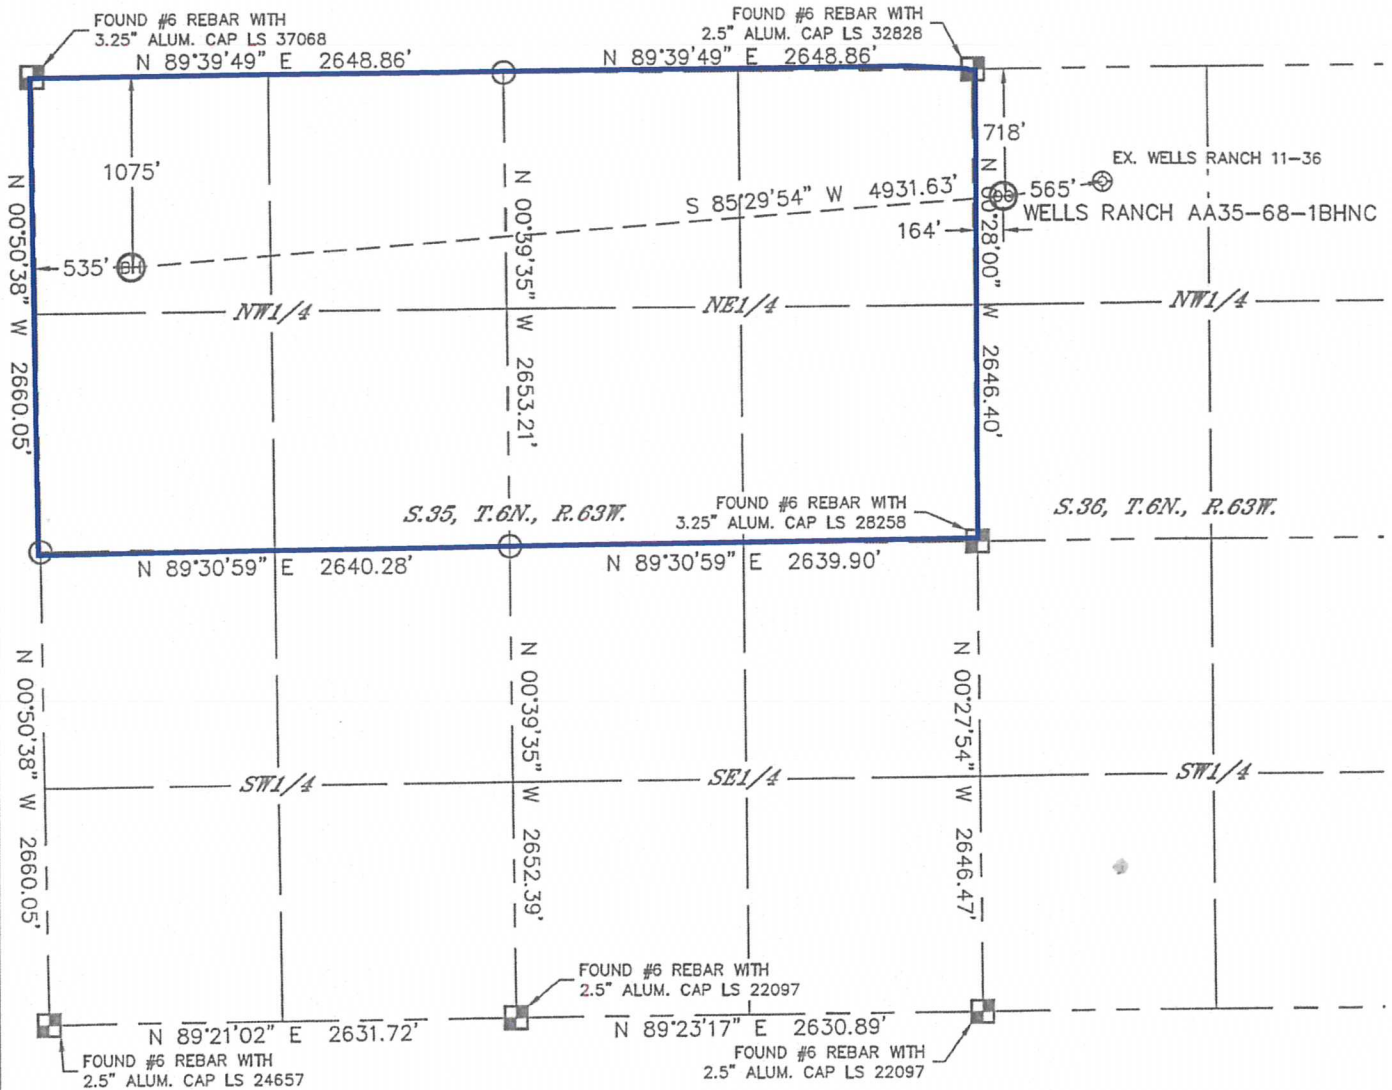 FOUND #6 REBAR WITH
3.25" ALUM. CAP LS 37068
FOUND #6 REBAR WITH
2.5" ALUM. CAP LS 32828
N 89°39'49" E 2648.86'
N 89°39'49" E 2648.86'
718'
1075'
EX. WELLS RANCH 11-36
S 85°29'54" W 4931.63'
565'
WELLS RANCH AA35-68-1BHNC
164'
535'
BH
N 00°50'38" W 2660.05'
N 00°39'35" W 2653.21'
N 00°28'00" W 2646.40'
NW1/4
NE1/4
NW1/4
S.35, T.6N., R.63W.
FOUND #6 REBAR WITH
3.25" ALUM. CAP LS 28258
S.36, T.6N., R.63W.
N 89°30'59" E 2640.28'
N 89°30'59" E 2639.90'
N 00°50'38" W 2660.05'
N 00°39'35" W 2652.39'
N 00°27'54" W 2646.47'
SW1/4
SE1/4
SW1/4
FOUND #6 REBAR WITH
2.5" ALUM. CAP LS 22097
N 89°21'02" E 2631.72'
N 89°23'17" E 2630.89'
FOUND #6 REBAR WITH
2.5" ALUM. CAP LS 24657
FOUND #6 REBAR WITH
2.5" ALUM. CAP LS 22097